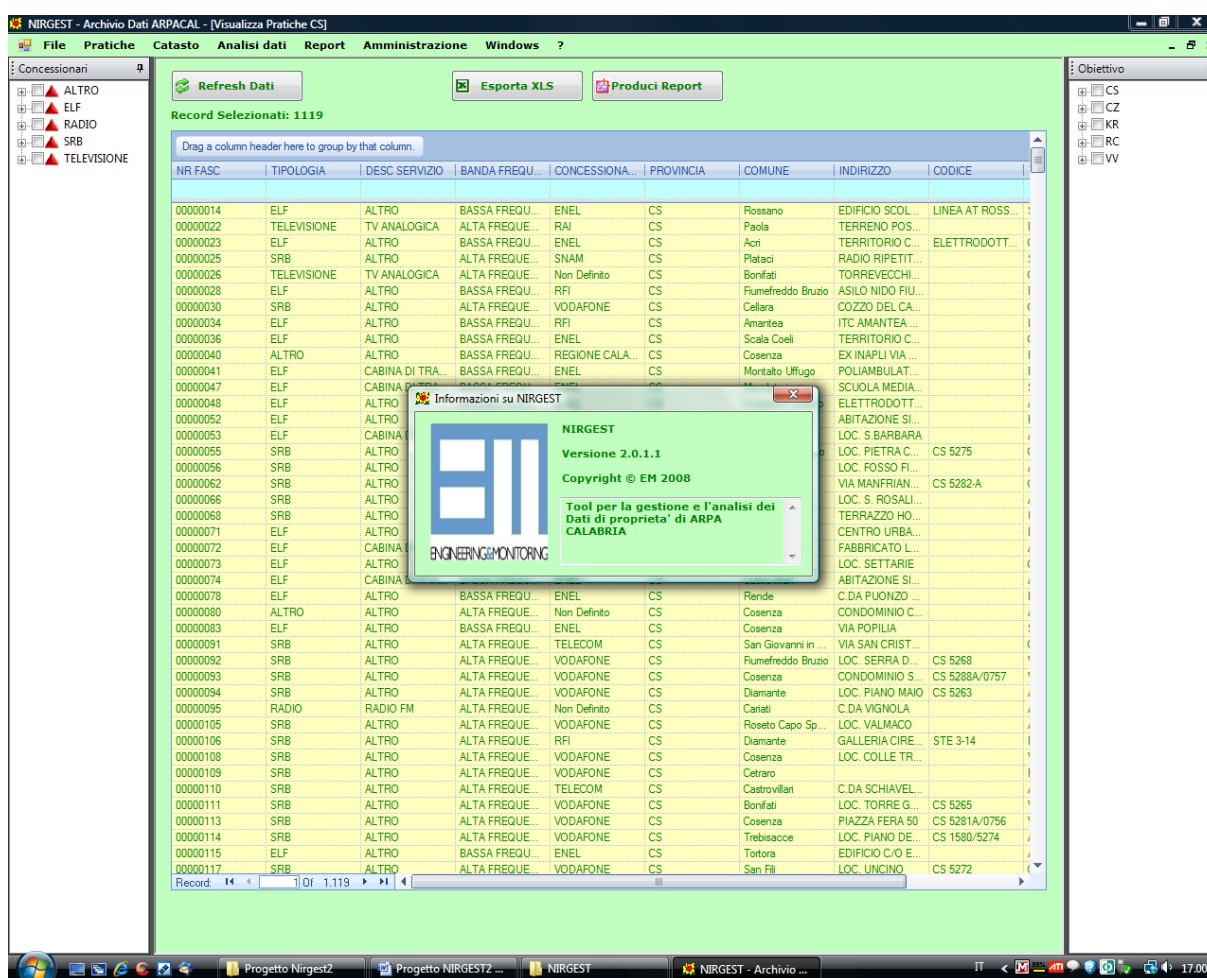 NIRGEST - Archivio Dati ARPACAL - [Visualizza Pratiche CS]
File Pratiche Catasto Analisi dati Report Amministrazione Windows ?
Concessionari
ALTRO
ELF
RADIO
SRB
TELEVISIONE
Refresh Dati Esporta XLS Produci Report
Record Selezionati: 1119
Drag a column header here to group by that column.
NR FASC TIPOLOGIA DESC SERVIZIO BANDA FREQU... CONCESSIONA... PROVINCIA COMUNE INDIRIZZO CODICE
00000014 ELF ALTRO BASSA FREQU... ENEL CS Rossano EDIFICIO SCOL... LINEA AT ROSS...
00000022 TELEVISIONE TV ANALOGICA ALTA FREQUE... RAI CS Paola TERRENO POS...
00000023 ELF ALTRO BASSA FREQU... ENEL CS Acri TERRITORIO C... ELETTRODOTT...
00000025 SRB ALTRO ALTA FREQUE... SNAM CS Plataci RADIO RIPETIT...
00000026 TELEVISIONE TV ANALOGICA ALTA FREQUE... Non Definito CS Bonifati TORREVECCHI...
00000028 ELF ALTRO BASSA FREQU... RFI CS Fiumefreddo Bruzio ASILO NIDO FIU...
00000030 SRB ALTRO ALTA FREQUE... VODAFONE CS Cellara COZZO DEL CA...
00000034 ELF ALTRO BASSA FREQU... RFI CS Amantea ITC AMANTEA ...
00000036 ELF ALTRO BASSA FREQU... ENEL CS Scala Coeli TERRITORIO C...
00000040 ALTRO ALTRO BASSA FREQU... REGIONE CALA... CS Cosenza EX INAPLI VIA ...
00000041 ELF CABINA DI TRA... BASSA FREQU... ENEL CS Montalto Uffugo POLIAMBULAT...
00000047 ELF CABINA DI TRA... BASSA FREQU... ENEL CS SCUOLA MEDIA...
00000048 ELF ALTRO ELETTRODOTT...
00000052 ELF ALTRO ABITAZIONE SI...
00000053 ELF CABINA LOC. S.BARBARA
00000055 SRB ALTRO LOC. PIETRA C... CS 5275
00000056 SRB ALTRO LOC. FOSSO FI...
00000062 SRB ALTRO VIA MANFRIAN... CS 5282-A
00000066 SRB ALTRO LOC. S. ROSALI...
00000068 SRB ALTRO TERRAZZO HO...
00000071 ELF ALTRO CENTRO URBA...
00000072 ELF CABINA FABBRICATO L...
00000073 ELF ALTRO LOC. SETTARIE
00000074 ELF CABINA ABITAZIONE SI...
00000078 ELF ALTRO BASSA FREQU... ENEL CS Rende C.DA PUONZO ...
00000080 ALTRO ALTRO ALTA FREQUE... Non Definito CS Cosenza CONDOMINIO C...
00000083 ELF ALTRO BASSA FREQU... ENEL CS Cosenza VIA POPILIA
00000091 SRB ALTRO ALTA FREQUE... TELECOM CS San Giovanni in ... VIA SAN CRIST...
00000092 SRB ALTRO ALTA FREQUE... VODAFONE CS Fiumefreddo Bruzio LOC. SERRA D... CS 5268
00000093 SRB ALTRO ALTA FREQUE... VODAFONE CS Cosenza CONDOMINIO S... CS 5288A/0757
00000094 SRB ALTRO ALTA FREQUE... VODAFONE CS Diamante LOC. PIANO MAIO CS 5263
00000095 RADIO RADIO FM ALTA FREQUE... Non Definito CS Cariati C.DA VIGNOLA
00000105 SRB ALTRO ALTA FREQUE... VODAFONE CS Roseto Capo Sp... LOC. VALMACO
00000106 SRB ALTRO ALTA FREQUE... RFI CS Diamante GALLERIA CIRE... STE 3-14
00000108 SRB ALTRO ALTA FREQUE... VODAFONE CS Cosenza LOC. COLLE TR...
00000109 SRB ALTRO ALTA FREQUE... VODAFONE CS Cetraro
00000110 SRB ALTRO ALTA FREQUE... TELECOM CS Castrovillari C.DA SCHIAVEL...
00000111 SRB ALTRO ALTA FREQUE... VODAFONE CS Bonifati LOC. TORRE G... CS 5265
00000113 SRB ALTRO ALTA FREQUE... VODAFONE CS Cosenza PIAZZA FERA 50 CS 5281A/0756
00000114 SRB ALTRO ALTA FREQUE... VODAFONE CS Trebisacce LOC. PIANO DE... CS 1580/5274
00000115 ELF ALTRO BASSA FREQU... ENEL CS Tortora EDIFICIO C/O E...
00000117 SRB ALTRO ALTA FREQUE... VODAFONE CS San Fili LOC. UNCINO CS 5272
Record: 1 Of 1.119
Informazioni su NIRGEST
EM
ENGINEERING&MONITORING
NIRGEST
Versione 2.0.1.1
Copyright © EM 2008
Tool per la gestione e l'analisi dei
Dati di proprieta' di ARPA
CALABRIA
Obiettivo
CS
CZ
KR
RC
VV
Progetto Nirgest2 Progetto NIRGEST2 ... NIRGEST NIRGEST - Archivio ... IT 17.00